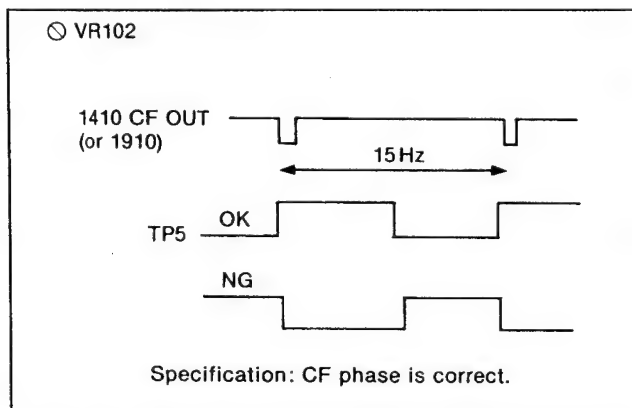 ⦸ VR102
1410 CF OUT
(or 1910)
15Hz
OK
TP5
NG
Specification: CF phase is correct.